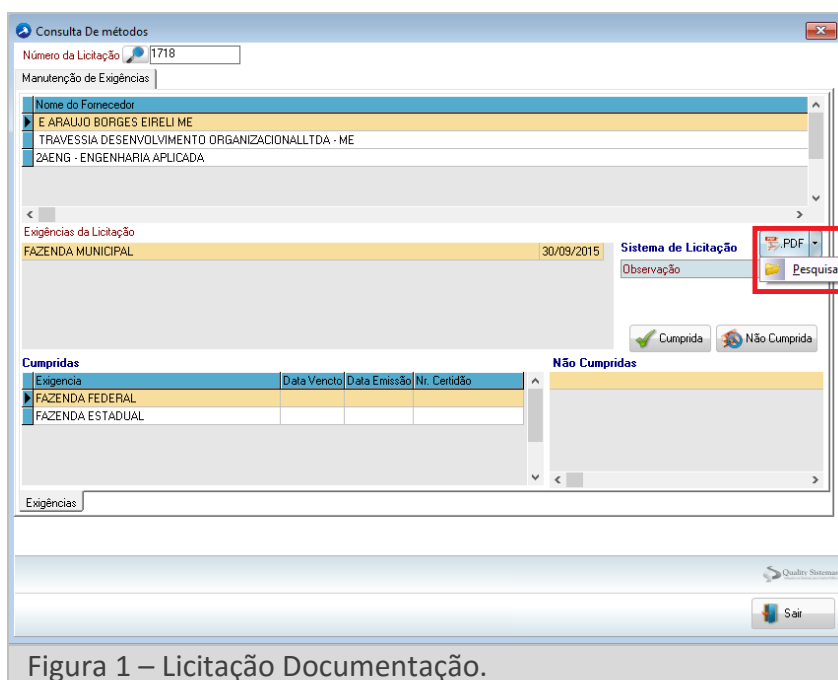 Consulta De métodos
Número da Licitação 1718
Manutenção de Exigências
Nome do Fornecedor
E ARAUJO BORGES EIRELI ME
TRAVESSIA DESENVOLVIMENTO ORGANIZACIONALLTDA - ME
2AENG - ENGENHARIA APLICADA
Exigências da Licitação
FAZENDA MUNICIPAL 30/09/2015
Sistema de Licitação
.PDF
Observação
Pesquisa
Cumprida
Não Cumprida
Cumpridas
Exigencia Data Vencto Data Emissão Nr. Certidão
FAZENDA FEDERAL
FAZENDA ESTADUAL
Não Cumpridas
Exigências
Quality Sistemas
Sair
Figura 1 – Licitação Documentação.